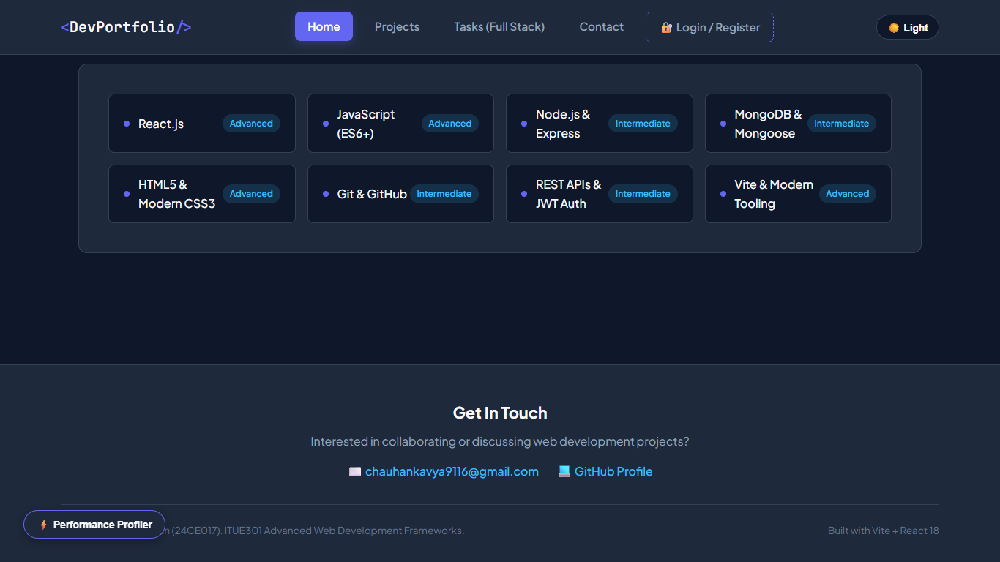 <DevPortfolio/>
Home
Projects
Tasks (Full Stack)
Contact
Login / Register
Light
React.js
Advanced
JavaScript
(ES6+)
Advanced
Node.js &
Express
Intermediate
MongoDB &
Mongoose
Intermediate
HTML5 &
Modern CSS3
Advanced
Git & GitHub
Intermediate
REST APIs &
JWT Auth
Intermediate
Vite & Modern
Tooling
Advanced
Get In Touch
Interested in collaborating or discussing web development projects?
chauhankavya9116@gmail.com
GitHub Profile
Performance Profiler
(24CE017). ITUE301 Advanced Web Development Frameworks.
Built with Vite + React 18